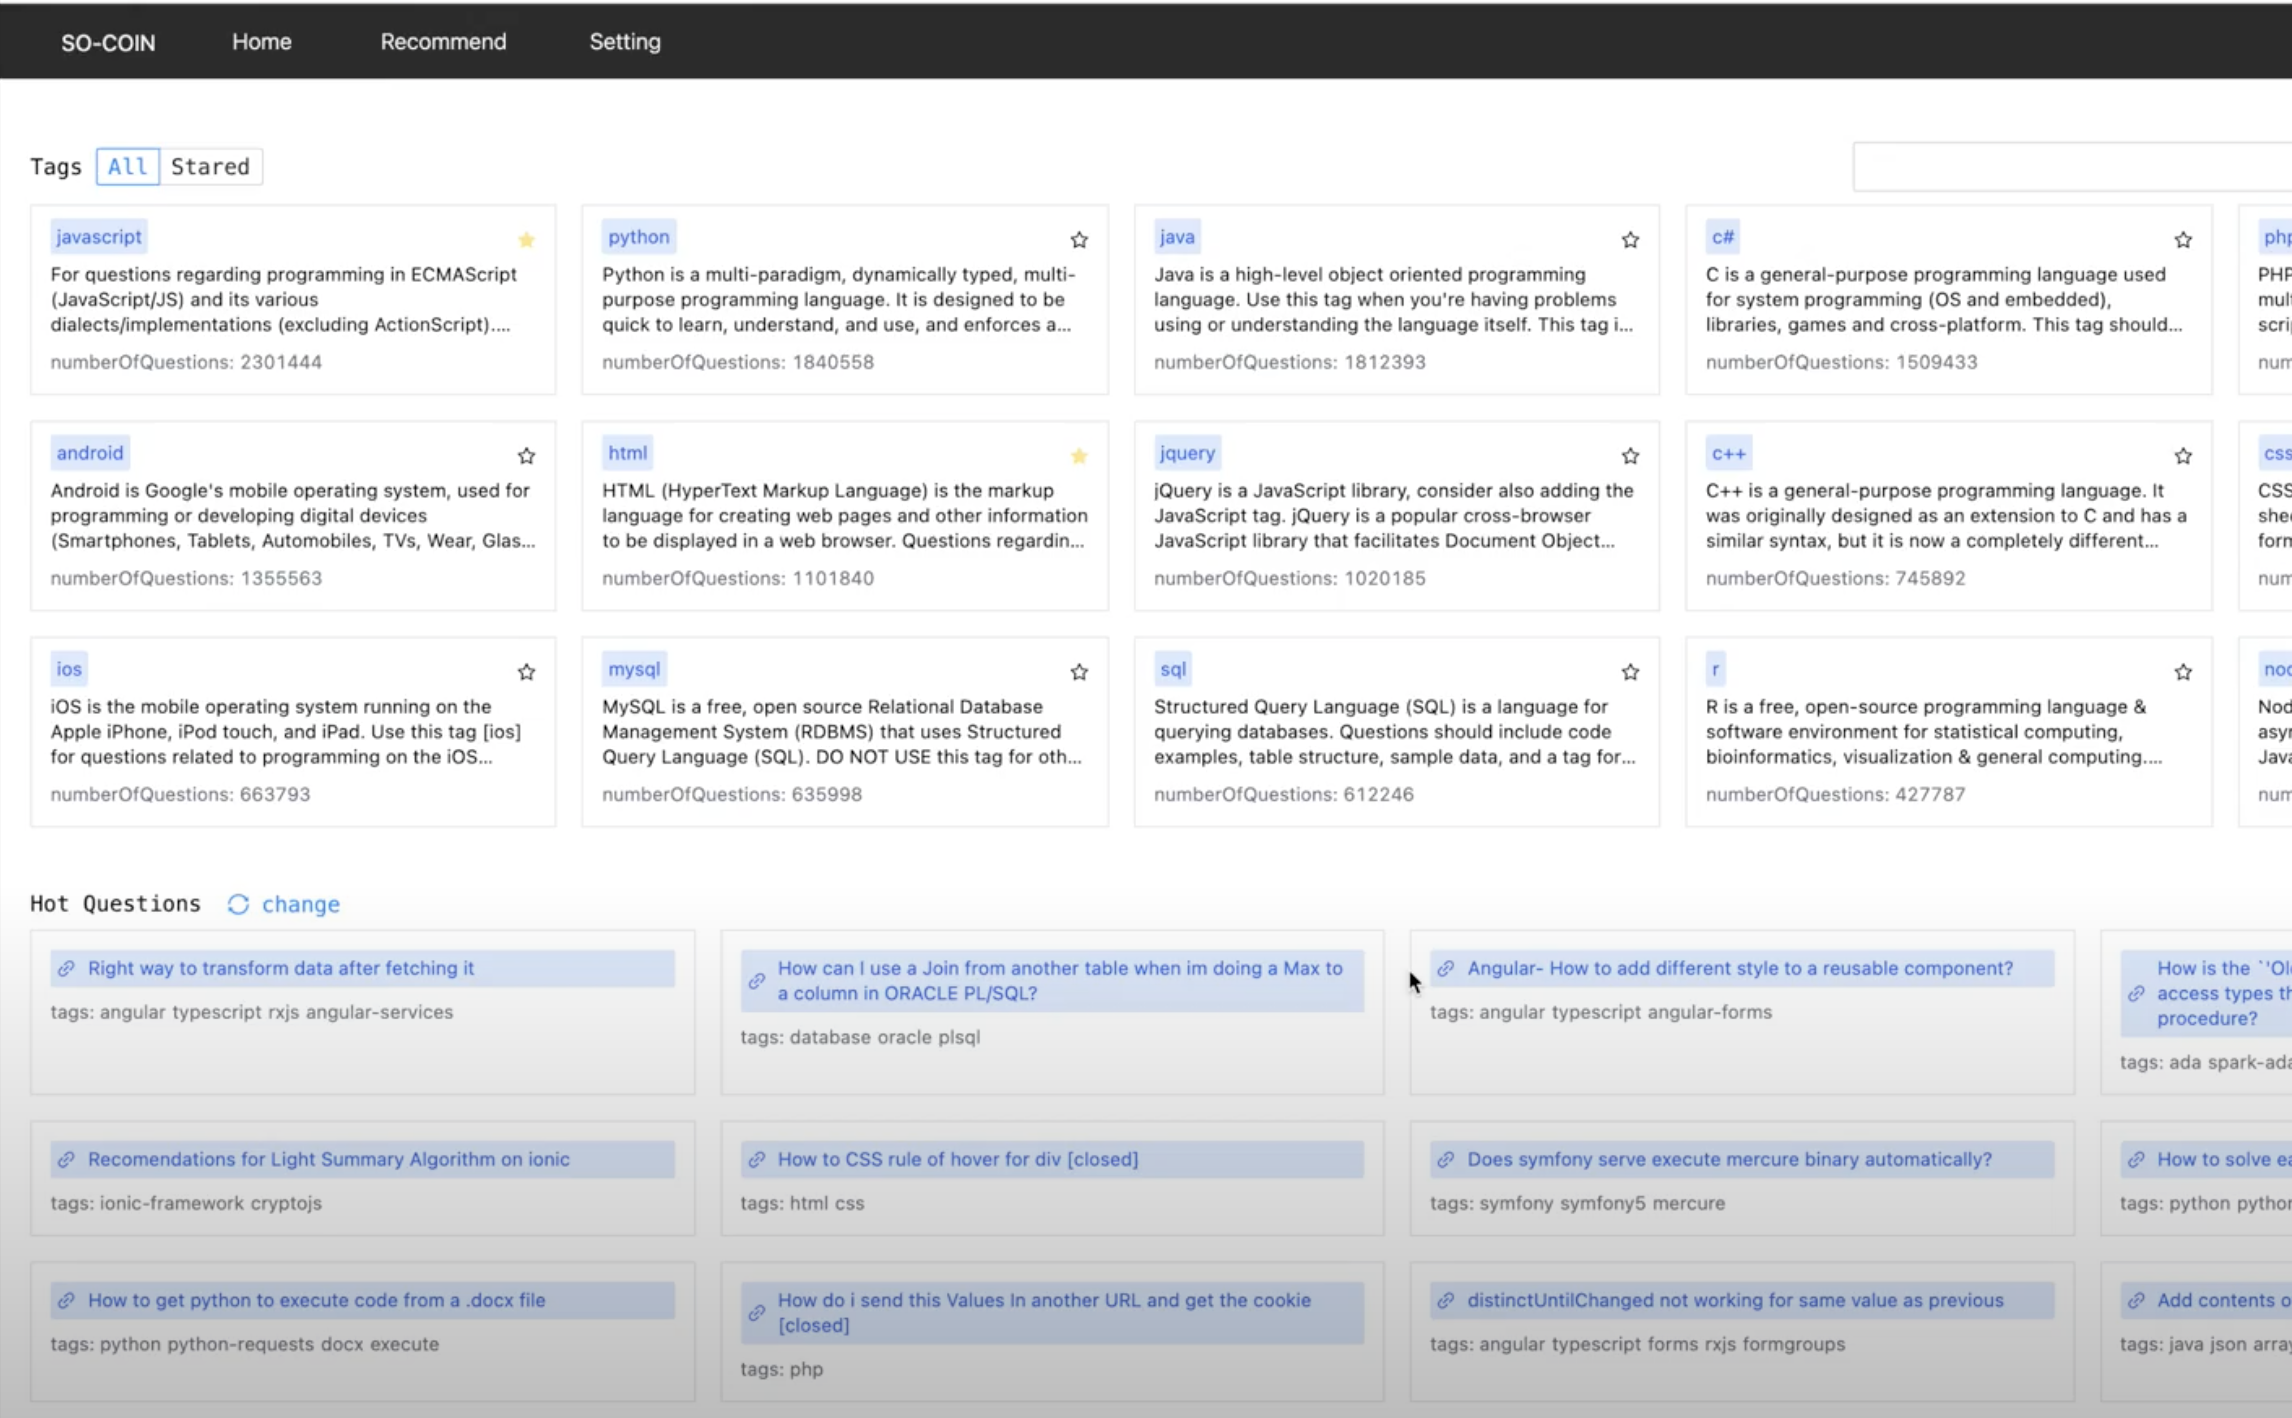 SO-COIN Home Recommend Setting
Tags All Stared
javascript
For questions regarding programming in ECMAScript
(JavaScript/JS) and its various
dialects/implementations (excluding ActionScript)....
numberOfQuestions: 2301444
python
Python is a multi-paradigm, dynamically typed, multi-
purpose programming language. It is designed to be
quick to learn, understand, and use, and enforces a...
numberOfQuestions: 1840558
java
Java is a high-level object oriented programming
language. Use this tag when you're having problems
using or understanding the language itself. This tag i...
numberOfQuestions: 1812393
c#
C is a general-purpose programming language used
for system programming (OS and embedded),
libraries, games and cross-platform. This tag should...
numberOfQuestions: 1509433
php
PHP
android
Android is Google's mobile operating system, used for
programming or developing digital devices
(Smartphones, Tablets, Automobiles, TVs, Wear, Glas...
numberOfQuestions: 1355563
html
HTML (HyperText Markup Language) is the markup
language for creating web pages and other information
to be displayed in a web browser. Questions regardin...
numberOfQuestions: 1101840
jquery
jQuery is a JavaScript library, consider also adding the
JavaScript tag. jQuery is a popular cross-browser
JavaScript library that facilitates Document Object...
numberOfQuestions: 1020185
c++
C++ is a general-purpose programming language. It
was originally designed as an extension to C and has a
similar syntax, but it is now a completely different...
numberOfQuestions: 745892
css
CSS
ios
iOS is the mobile operating system running on the
Apple iPhone, iPod touch, and iPad. Use this tag [ios]
for questions related to programming on the iOS...
numberOfQuestions: 663793
mysql
MySQL is a free, open source Relational Database
Management System (RDBMS) that uses Structured
Query Language (SQL). DO NOT USE this tag for oth...
numberOfQuestions: 635998
sql
Structured Query Language (SQL) is a language for
querying databases. Questions should include code
examples, table structure, sample data, and a tag for...
numberOfQuestions: 612246
r
R is a free, open-source programming language &
software environment for statistical computing,
bioinformatics, visualization & general computing....
numberOfQuestions: 427787
Hot Questions change
Right way to transform data after fetching it
tags: angular typescript rxjs angular-services
How can I use a Join from another table when im doing a Max to
a column in ORACLE PL/SQL?
tags: database oracle plsql
Angular- How to add different style to a reusable component?
tags: angular typescript angular-forms
How is the `'Ol
access types th
procedure?
tags: ada spark-ada
Recomendations for Light Summary Algorithm on ionic
tags: ionic-framework cryptojs
How to CSS rule of hover for div [closed]
tags: html css
Does symfony serve execute mercure binary automatically?
tags: symfony symfony5 mercure
How to solve ea
tags: python python
How to get python to execute code from a .docx file
tags: python python-requests docx execute
How do i send this Values In another URL and get the cookie
[closed]
tags: php
distinctUntilChanged not working for same value as previous
tags: angular typescript forms rxjs formgroups
Add contents o
tags: java json array